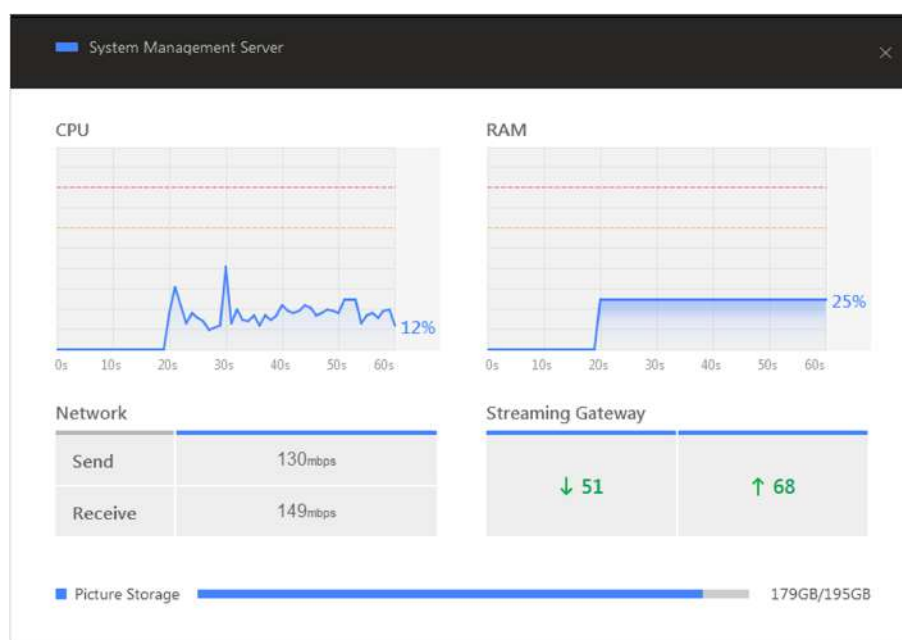 System Management Server
×
CPU
12%
0s 10s 20s 30s 40s 50s 60s
RAM
25%
0s 10s 20s 30s 40s 50s 60s
Network
Send 130mbps
Receive 149mbps
Streaming Gateway
↓ 51 ↑ 68
Picture Storage 179GB/195GB